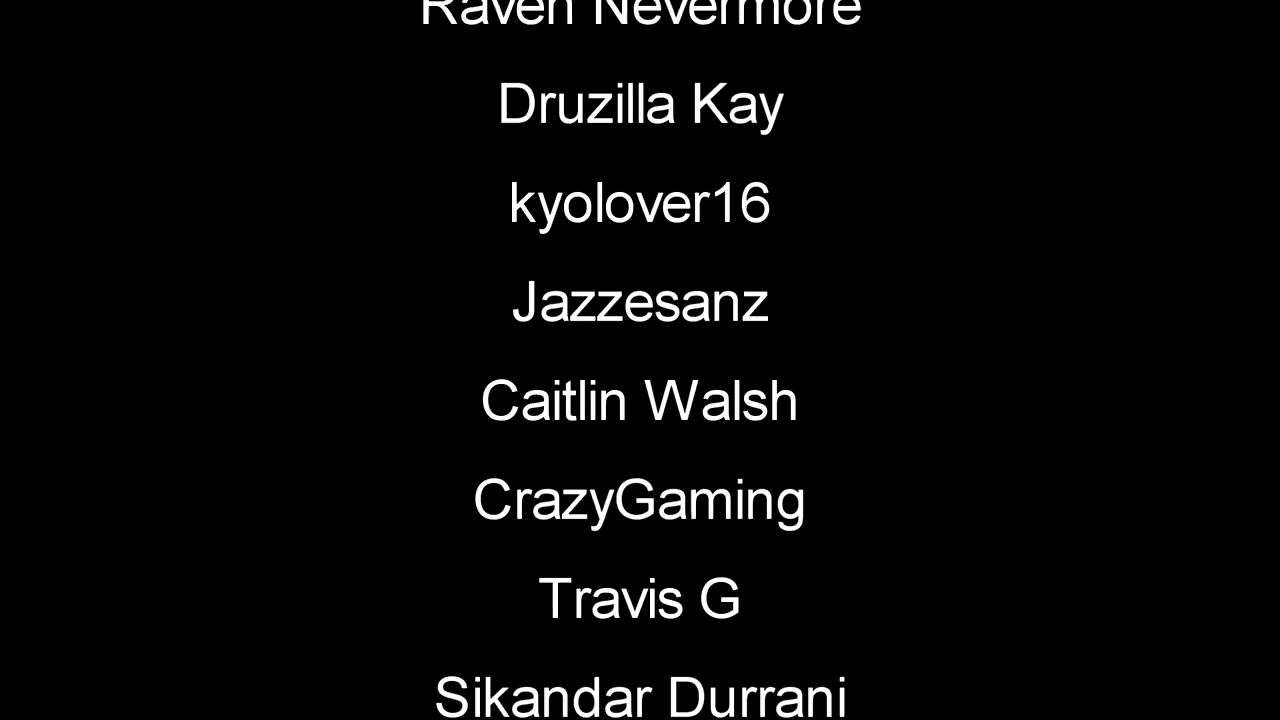 Raven Nevermore
Druzilla Kay
kyolover16
Jazzesanz
Caitlin Walsh
CrazyGaming
Travis G
Sikandar Durrani